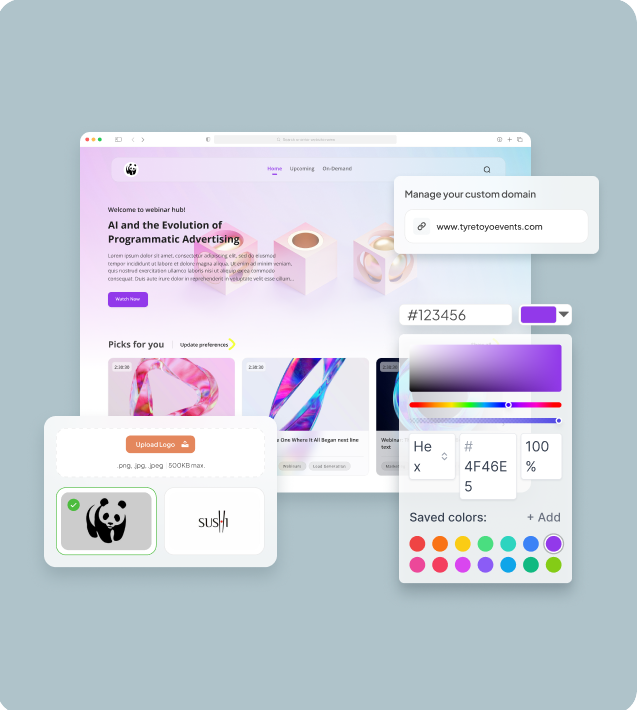 Home Upcoming On-Demand
Manage your custom domain
www.tyretoyoevents.com
Welcome to webinar hub!
AI and the Evolution of
Programmatic Advertising
Lorem ipsum dolor sit amet, consectetur adipiscing elit, sed do eiusmod
tempor incididunt ut labore et dolore magna aliqua. Ut enim ad minim veniam,
quis nostrud exercitation ullamco laboris nisi ut aliquip ex ea commodo
consequat. Duis aute irure dolor in reprehenderit in voluptate velit esse cillum...
Watch Now
#123456
Picks for you
Update preferences
2:30:30
2:30:30
2:30
e One Where It All Began next line
Webinars
Lead Generation
Webina
text
Market
Upload Logo
.png, .jpg, .jpeg 500KB max.
SUSHI
He
x
#
4F46E
5
100
%
Saved colors:
+ Add